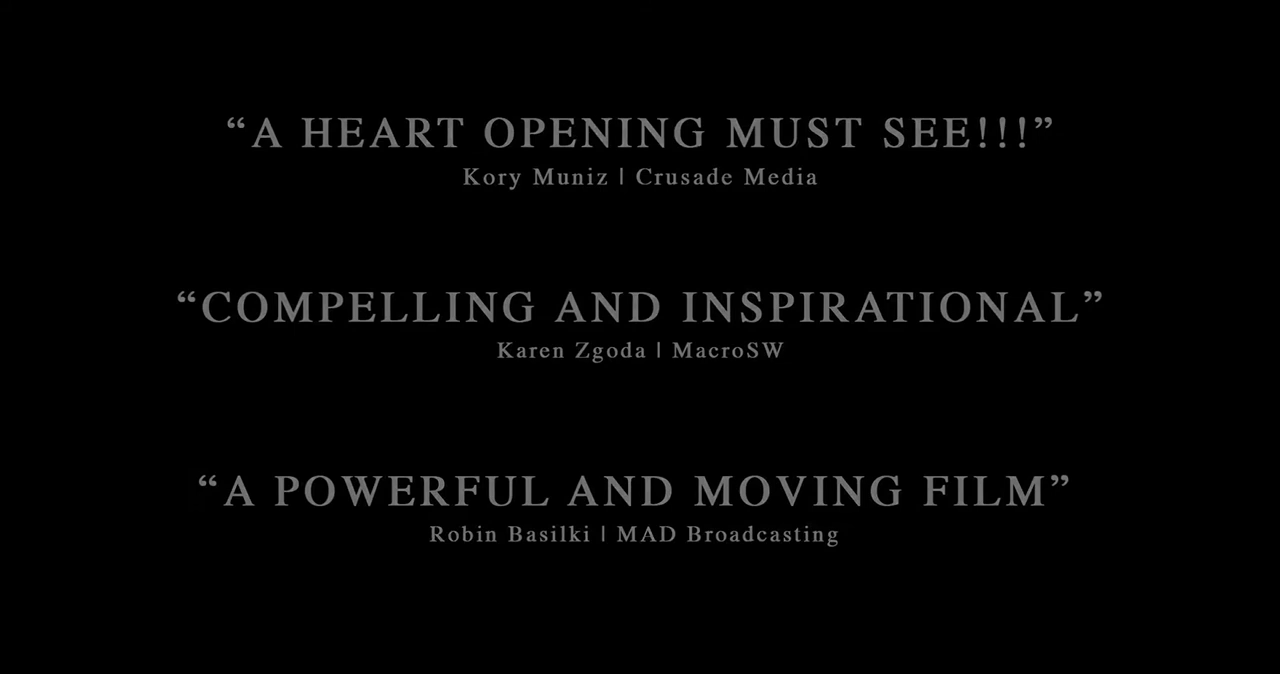 “A HEART OPENING MUST SEE!!!”
Kory Muniz | Crusade Media
“COMPELLING AND INSPIRATIONAL”
Karen Zgoda | MacroSW
“A POWERFUL AND MOVING FILM”
Robin Basilki | MAD Broadcasting